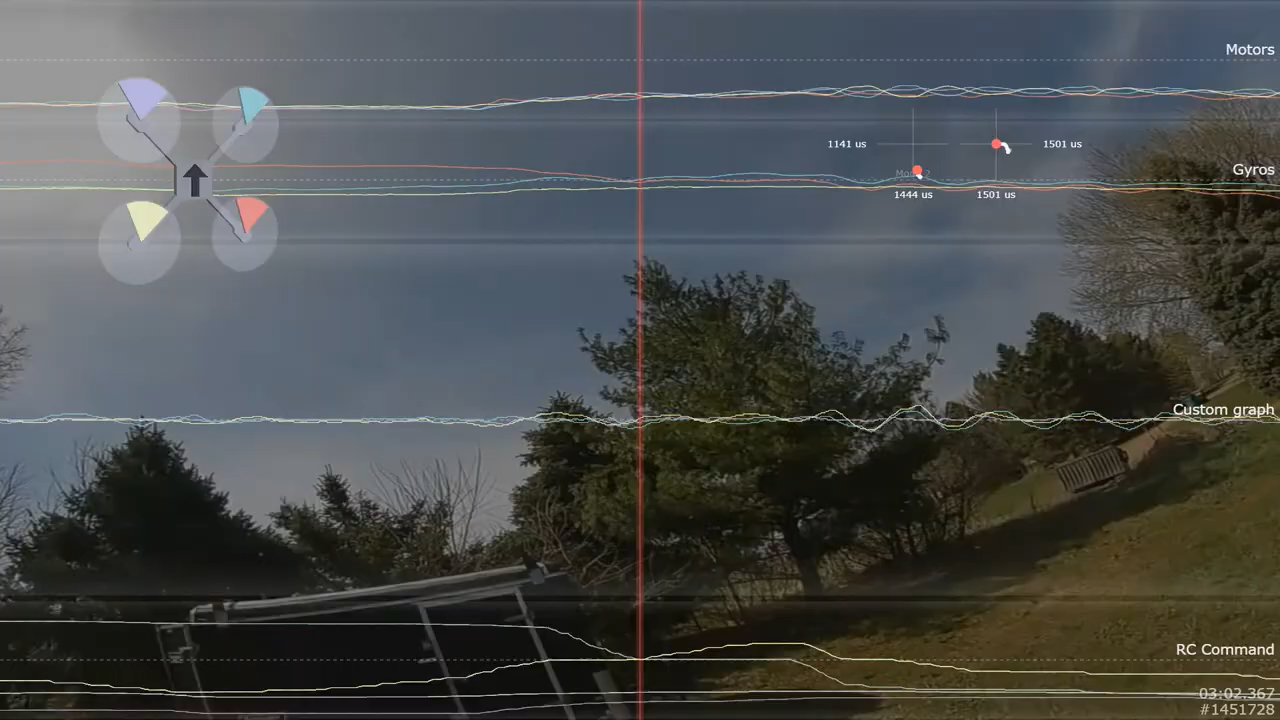 Motors
1141 us
1501 us
Gyros
1444 us
1501 us
Custom graph
RC Command
03:02.367
#1451728